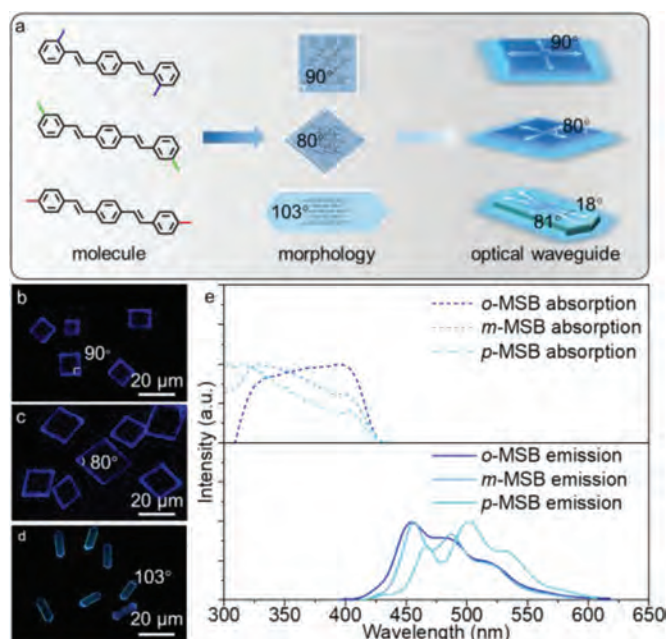 a
90°
90°
80°
80°
103°
18°
81°
molecule
morphology
optical waveguide
b
90°
20 μm
c
80°
20 μm
d
103°
20 μm
e
o-MSB absorption
m-MSB absorption
p-MSB absorption
Intensity (a.u.)
o-MSB emission
m-MSB emission
p-MSB emission
300 350 400 450 500 550 600 650
Wavelength (nm)